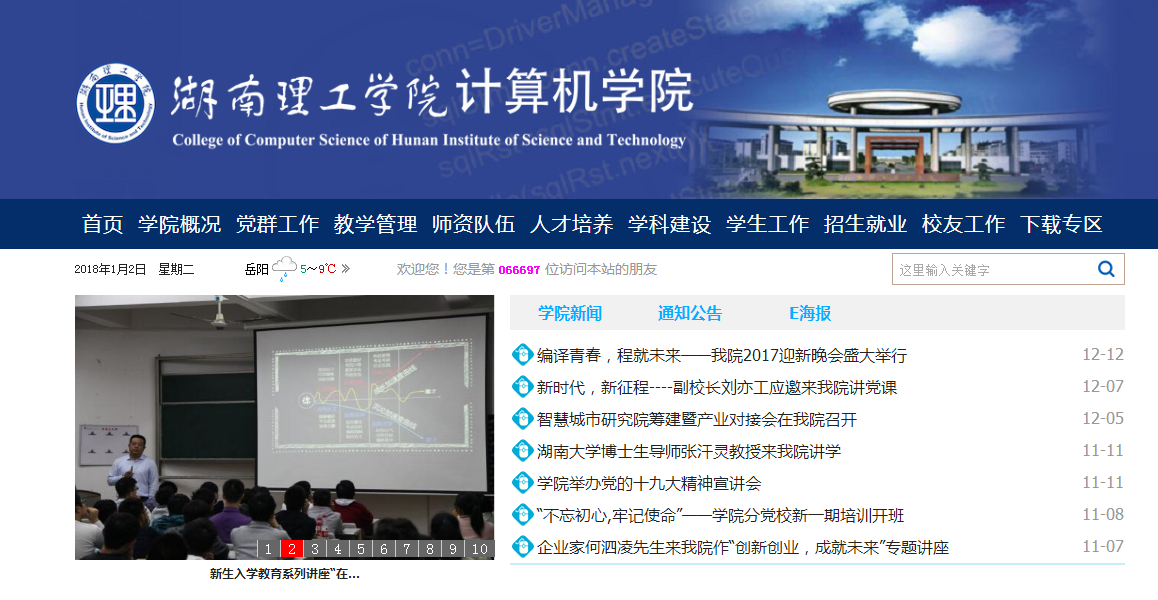 湖南理工学院 计算机学院
College of Computer Science of Hunan Institute of Science and Technology
首页 学院概况 党群工作 教学管理 师资队伍 人才培养 学科建设 学生工作 招生就业 校友工作 下载专区
2018年1月2日 星期二 岳阳 5～9℃ 欢迎您！您是第 066697 位访问本站的朋友 这里输入关键字
学院新闻 通知公告 E海报
编译青春，程就未来——我院2017迎新晚会盛大举行 12-12
新时代，新征程----副校长刘亦工应邀来我院讲党课 12-07
智慧城市研究院筹建暨产业对接会在我院召开 12-05
湖南大学博士生导师张汗灵教授来我院讲学 11-11
学院举办党的十九大精神宣讲会 11-11
“不忘初心,牢记使命”——学院分党校新一期培训开班 11-08
企业家何泗凌先生来我院作“创新创业，成就未来”专题讲座 11-07
1 2 3 4 5 6 7 8 9 10
新生入学教育系列讲座“在...